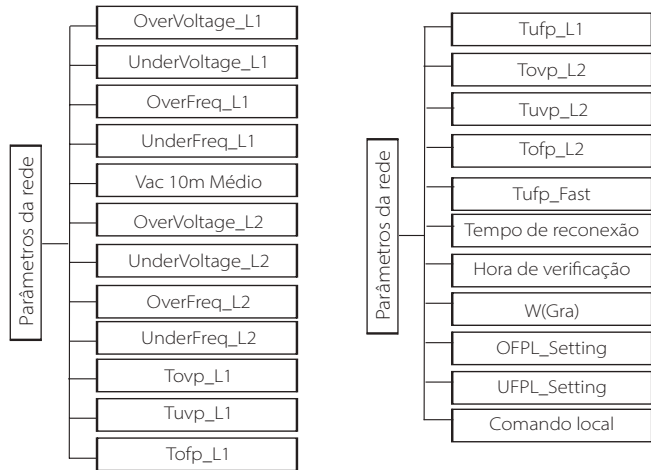 Parâmetros da rede
OverVoltage_L1
UnderVoltage_L1
OverFreq_L1
UnderFreq_L1
Vac 10m Médio
OverVoltage_L2
UnderVoltage_L2
OverFreq_L2
UnderFreq_L2
Tovp_L1
Tuvp_L1
Tofp_L1
Parâmetros da rede
Tufp_L1
Tovp_L2
Tuvp_L2
Tofp_L2
Tufp_Fast
Tempo de reconexão
Hora de verificação
W(Gra)
OFPL_Setting
UFPL_Setting
Comando local